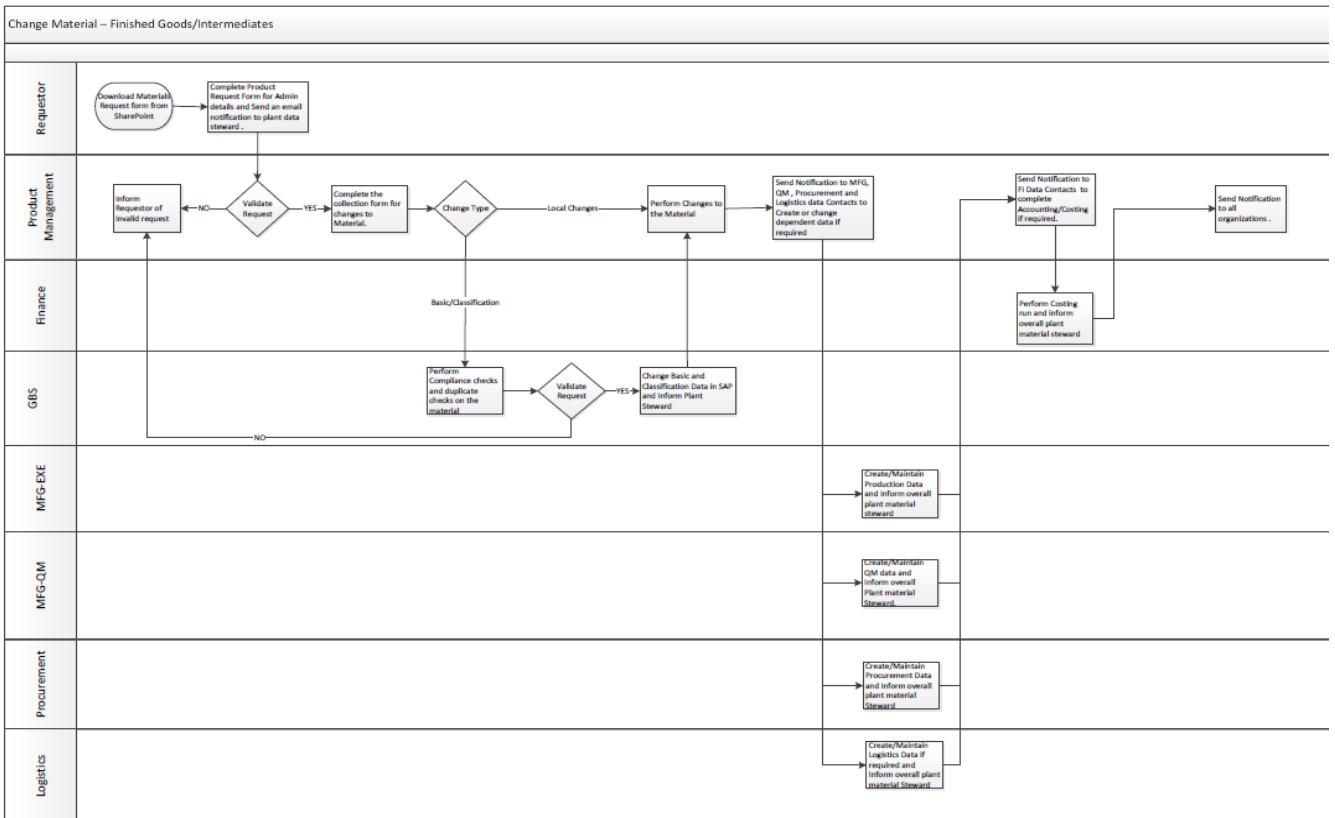 Change Material – Finished Goods/Intermediates
Requestor
Download Materials
Request form from
SharePoint
Complete Product
Request Form for Admin
details and Send an email
notification to plant data
steward .
Product
Management
Inform
Requestor of
Invalid request
NO
Validate
Request
YES
Complete the
collection form for
changes to
Material.
Change Type
Local Changes
Perform Changes to
the Material
Send Notification to MFG,
QM , Procurement and
Logistics data Contacts to
Create or change
dependent data if
required
Send Notification to
FI Data Contacts to
complete
Accounting/Costing
if required.
Send Notification
to all
organizations .
Finance
Basic/Classification
Perform Costing
run and inform
overall plant
material steward
GBS
Perform
Compliance checks
and duplicate
checks on the
material
Validate
Request
YES
Change Basic and
Classification Data in SAP
and Inform Plant
Steward
NO
MFG-EXE
Create/Maintain
Production Data
and Inform overall
plant material
steward
MFG-QM
Create/Maintain
QM data and
Inform overall
Plant material
Steward.
Procurement
Create/Maintain
Procurement Data
and Inform overall
plant material
Steward
Logistics
Create/Maintain
Logistics Data if
required and
Inform overall plant
material Steward